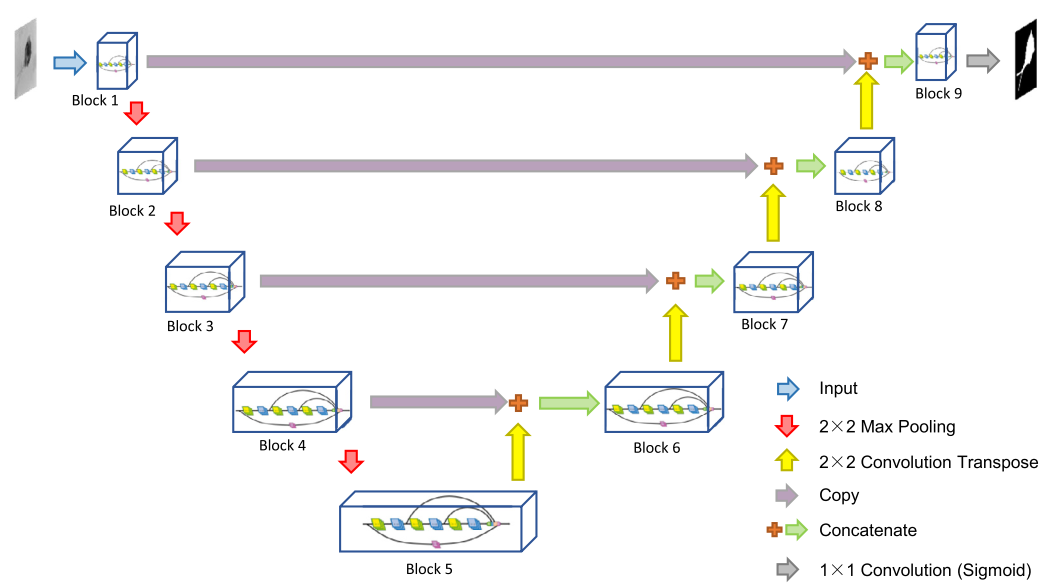 Block 1
Block 9
Block 2
Block 8
Block 3
Block 7
Block 4
Block 6
Block 5
Input
2×2 Max Pooling
2×2 Convolution Transpose
Copy
Concatenate
1×1 Convolution (Sigmoid)